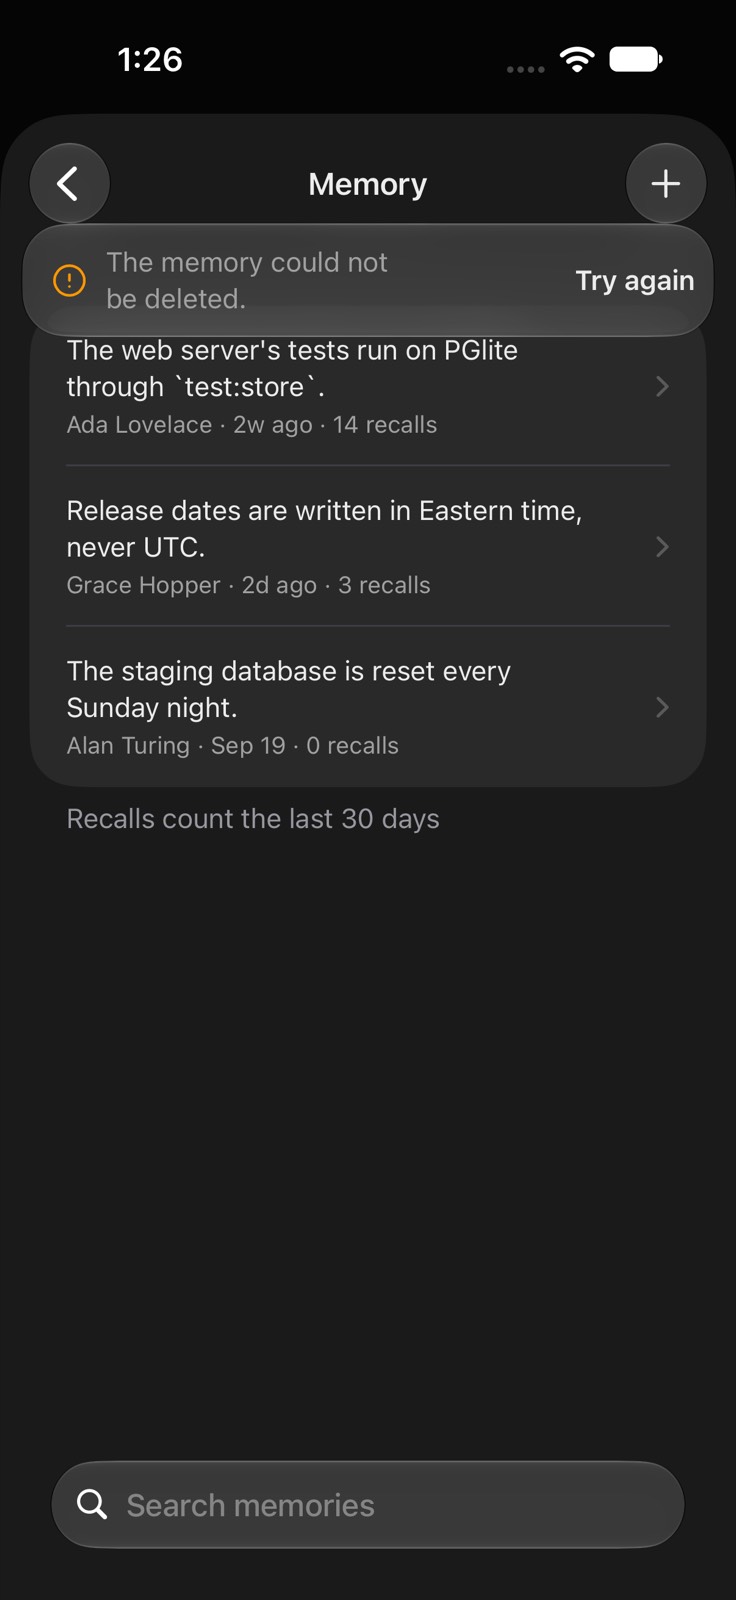 1:26
Memory
The memory could not
be deleted.
Try again
The web server's tests run on PGlite
through `test:store`.
Ada Lovelace · 2w ago · 14 recalls
Release dates are written in Eastern time,
never UTC.
Grace Hopper · 2d ago · 3 recalls
The staging database is reset every
Sunday night.
Alan Turing · Sep 19 · 0 recalls
Recalls count the last 30 days
Search memories